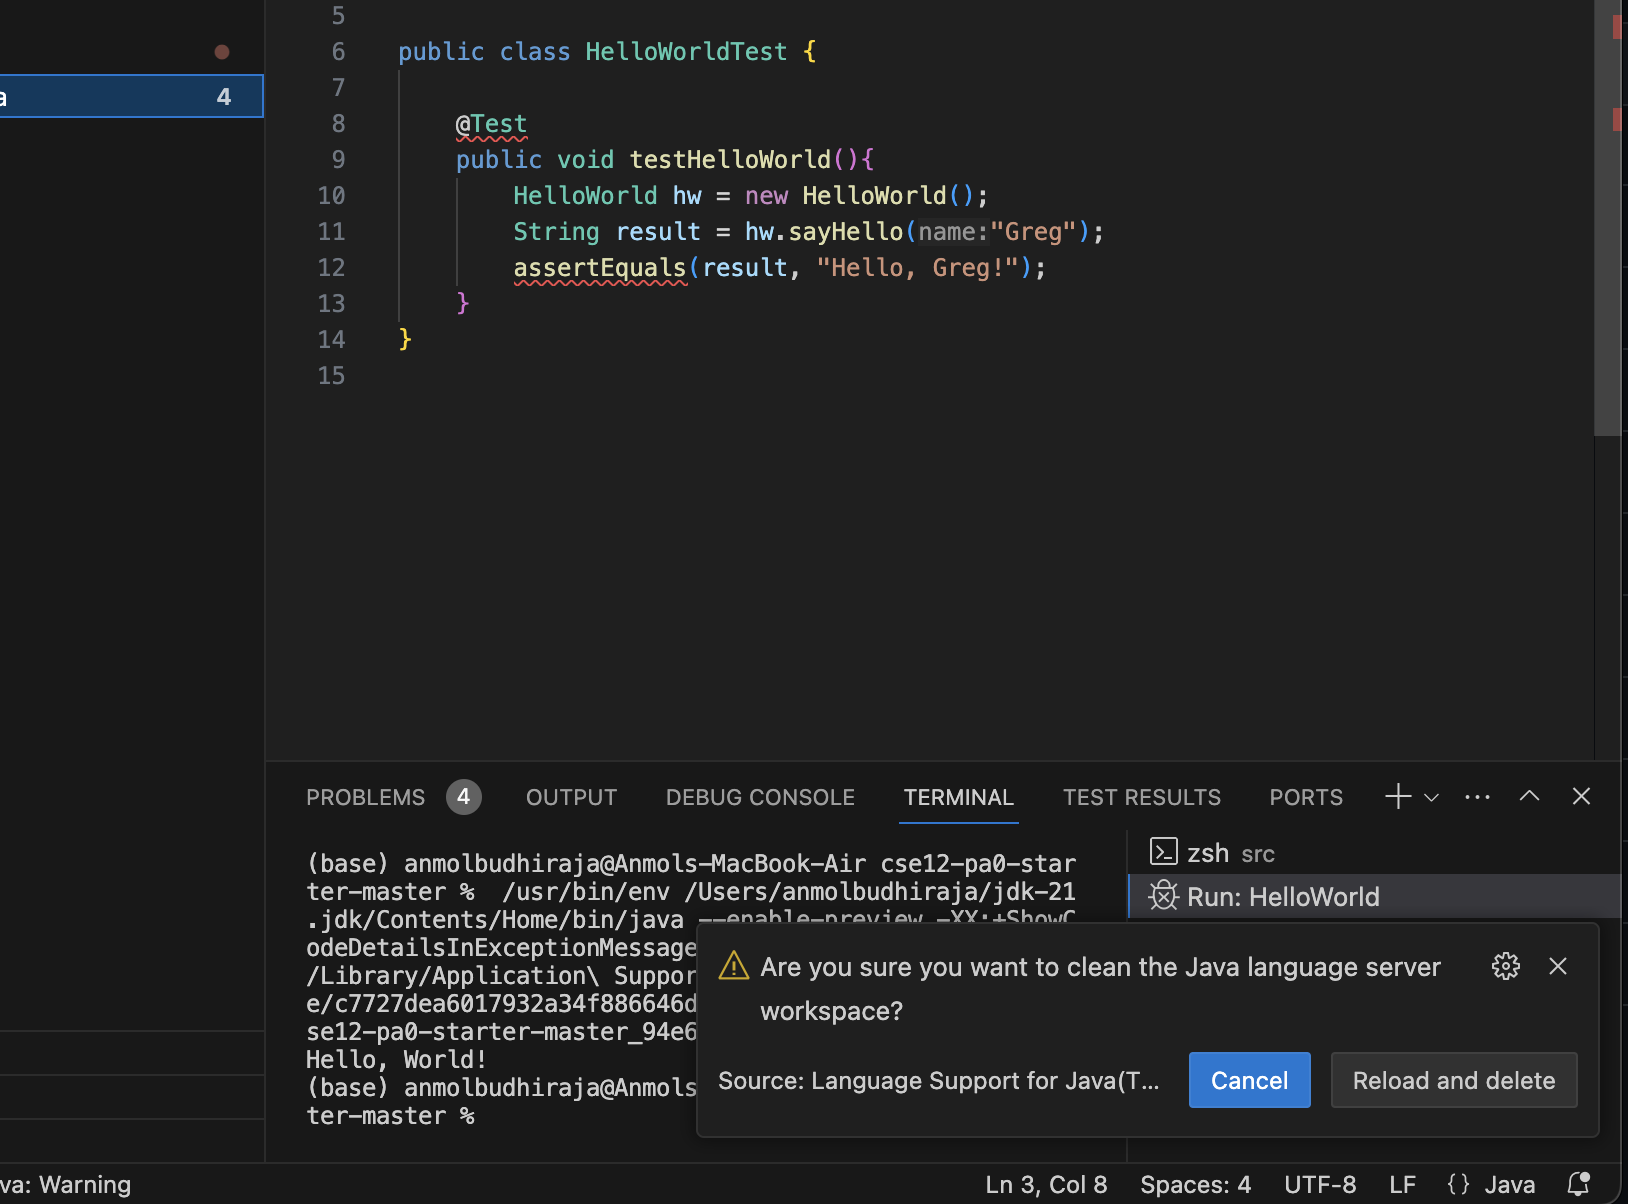 5
6 public class HelloWorldTest {
7
a 4
8 @Test
9 public void testHelloWorld(){
10 HelloWorld hw = new HelloWorld();
11 String result = hw.sayHello(name:"Greg");
12 assertEquals(result, "Hello, Greg!");
13 }
14 }
15
PROBLEMS 4 OUTPUT DEBUG CONSOLE TERMINAL TEST RESULTS PORTS
(base) anmolbudhiraja@Anmols-MacBook-Air cse12-pa0-star
ter-master % /usr/bin/env /Users/anmolbudhiraja/jdk-21
.jdk/Contents/Home/bin/java --enable-preview -XX:+ShowC
odeDetailsInExceptionMessage
/Library/Application\ Suppor
e/c7727dea6017932a34f886646d
se12-pa0-starter-master_94e6
Hello, World!
(base) anmolbudhiraja@Anmols
ter-master %
zsh src
Run: HelloWorld
Are you sure you want to clean the Java language server
workspace?
Source: Language Support for Java(T... Cancel Reload and delete
va: Warning Ln 3, Col 8 Spaces: 4 UTF-8 LF {} Java